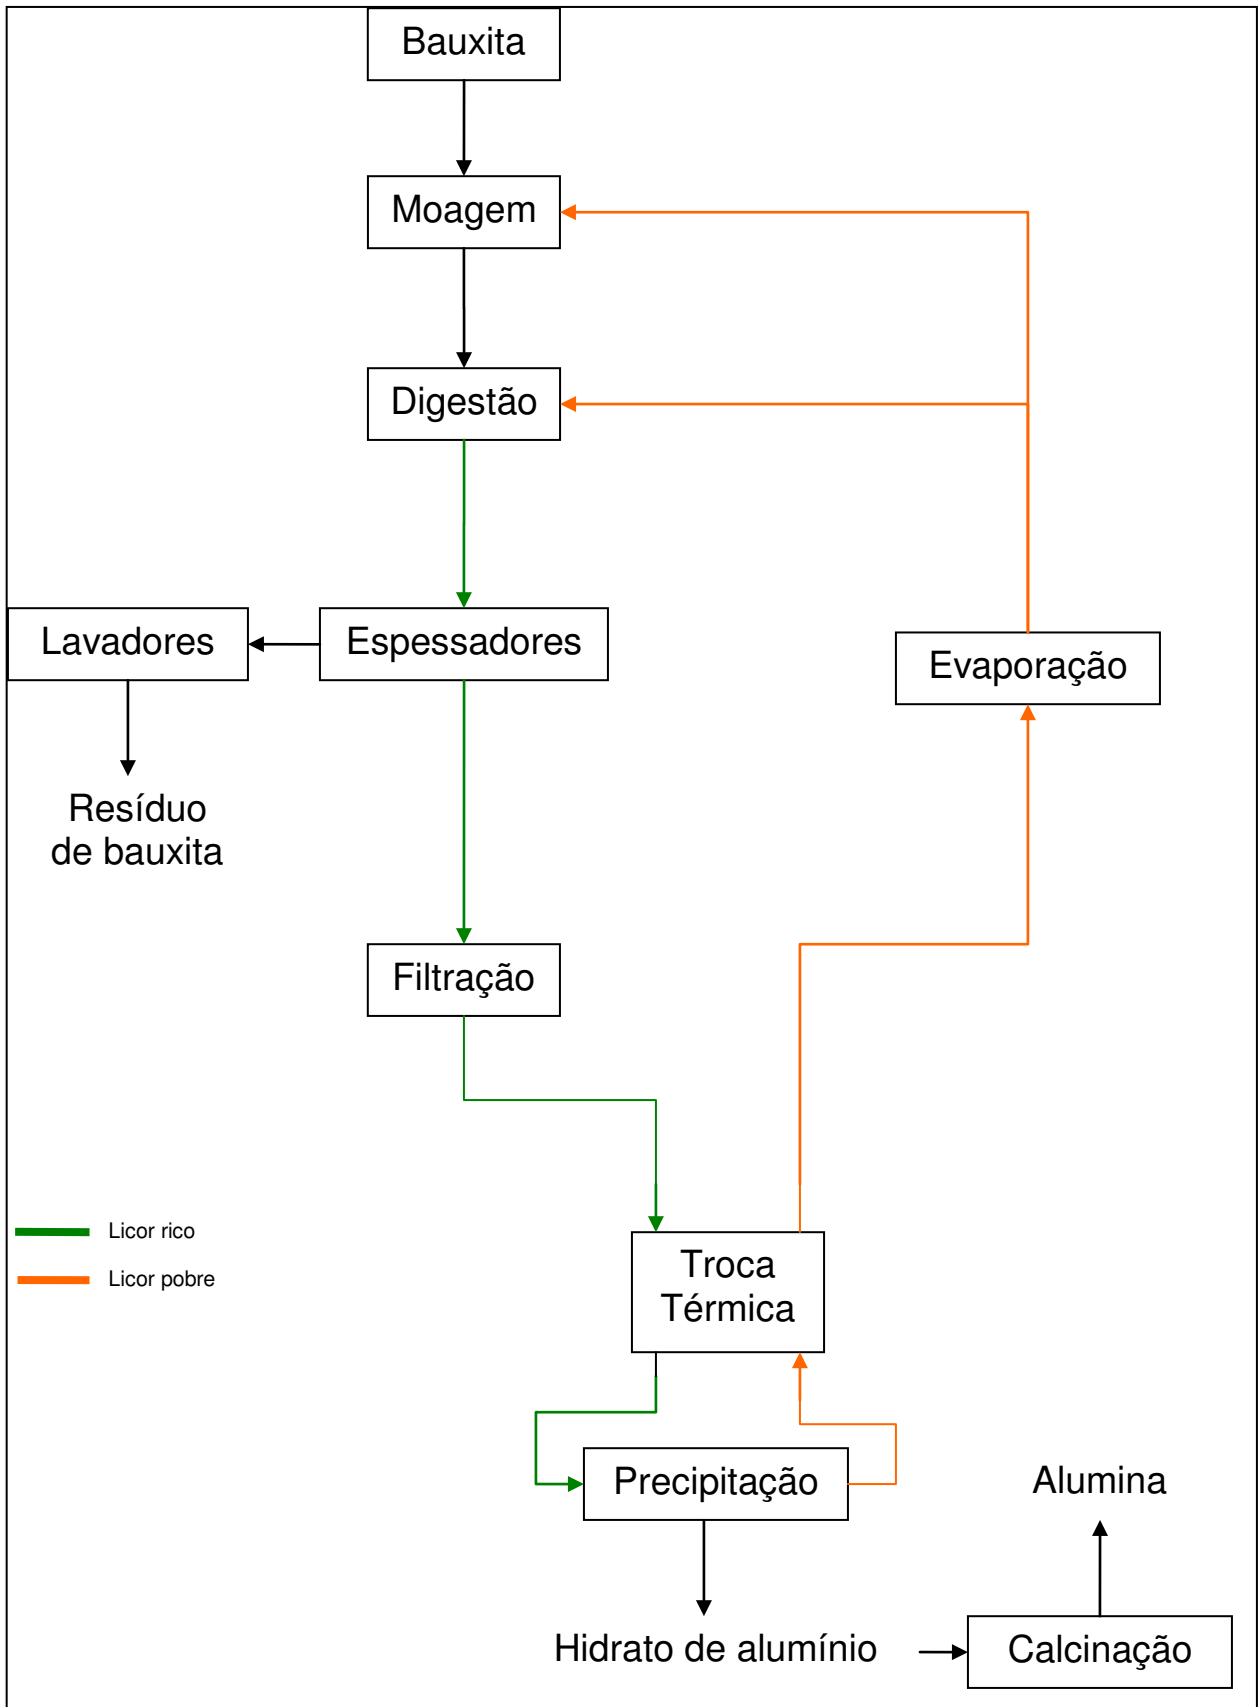 Bauxita
Moagem
Digestão
Lavadores
Espessadores
Evaporação
Resíduo
de bauxita
Filtração
Licor rico
Licor pobre
Troca
Térmica
Precipitação
Alumina
Hidrato de alumínio
Calcinação